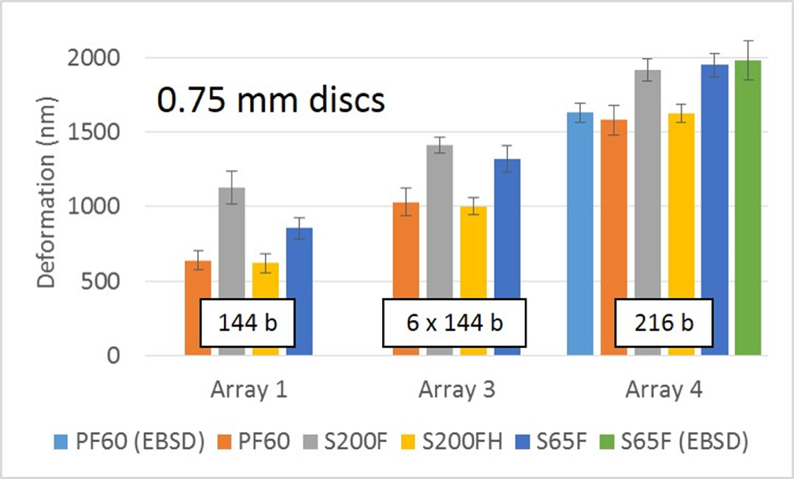 2000
1500
1000
500
0
Deformation (nm)
0.75 mm discs
144 b
6 x 144 b
216 b
Array 1
Array 3
Array 4
PF60 (EBSD) PF60 S200F S200FH S65F S65F (EBSD)